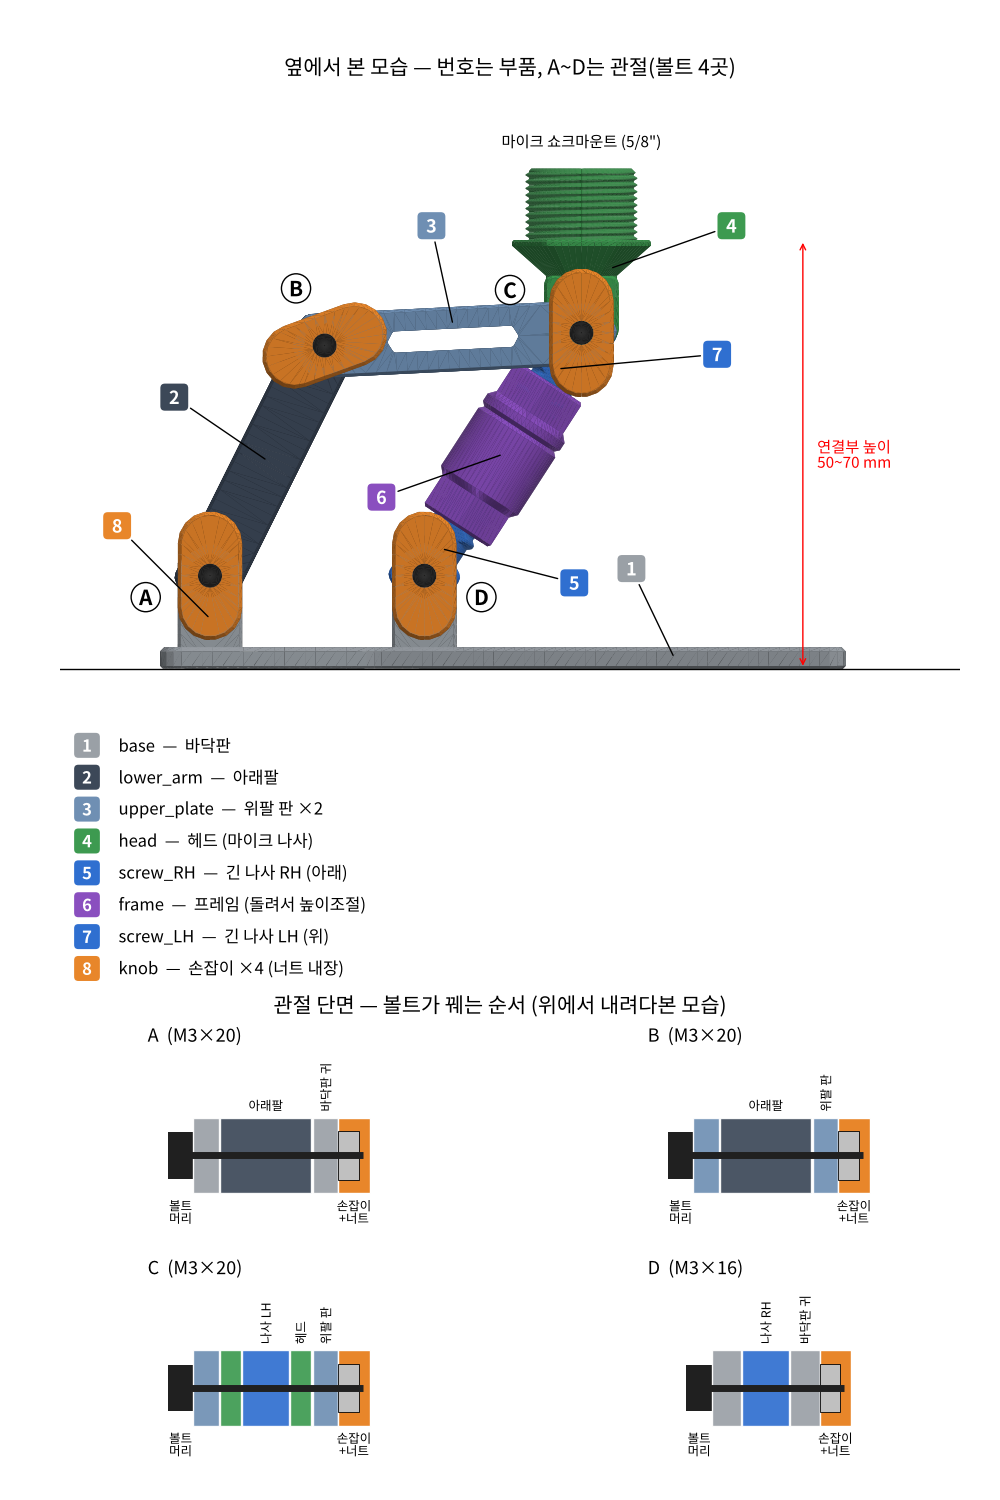 옆에서 본 모습 — 번호는 부품, A~D는 관절(볼트 4곳)
마이크 쇼크마운트 (5/8")
3
4
B
C
7
2
연결부 높이
50~70 mm
6
8
1
5
A
D
1 base — 바닥판
2 lower_arm — 아래팔
3 upper_plate — 위팔 판 ×2
4 head — 헤드 (마이크 나사)
5 screw_RH — 긴 나사 RH (아래)
6 frame — 프레임 (돌려서 높이조절)
7 screw_LH — 긴 나사 LH (위)
8 knob — 손잡이 ×4 (너트 내장)
관절 단면 — 볼트가 꿰는 순서 (위에서 내려다본 모습)
A (M3×20)
아래팔
바닥판 귀
볼트
머리
손잡이
+너트
B (M3×20)
아래팔
위팔 판
볼트
머리
손잡이
+너트
C (M3×20)
나사 LH
헤드
위팔 판
볼트
머리
손잡이
+너트
D (M3×16)
나사 RH
바닥판 귀
볼트
머리
손잡이
+너트